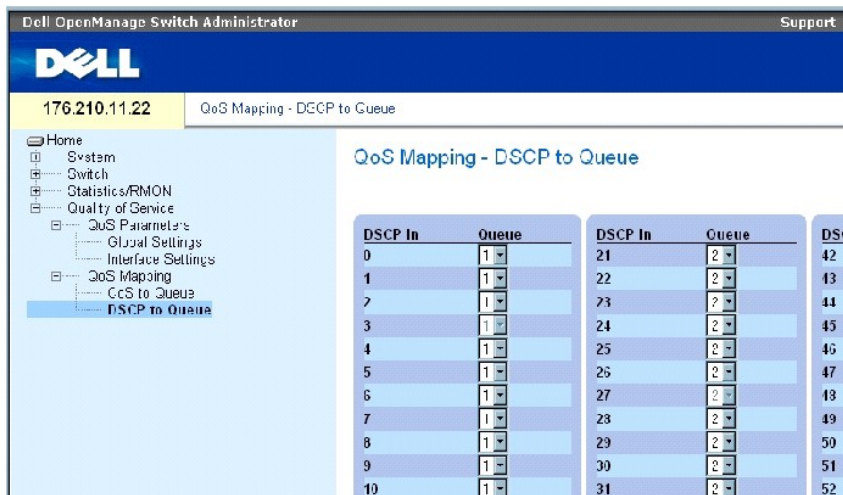 Dell OpenManage Switch Administrator Support
DELL
176.210.11.22 QoS Mapping - DSCP to Queue
Home
System
Switch
Statistics/RMON
Quality of Service
QoS Parameters
Global Settings
Interface Settings
QoS Mapping
CoS to Queue
DSCP to Queue
QoS Mapping - DSCP to Queue
DSCP In Queue DSCP In Queue
0 1 21 2 42
1 1 22 2 43
2 1 23 2 44
3 1 24 2 45
4 1 25 2 46
5 1 26 2 47
6 1 27 2 48
7 1 28 2 49
8 1 29 2 50
9 1 30 2 51
10 1 31 2 52